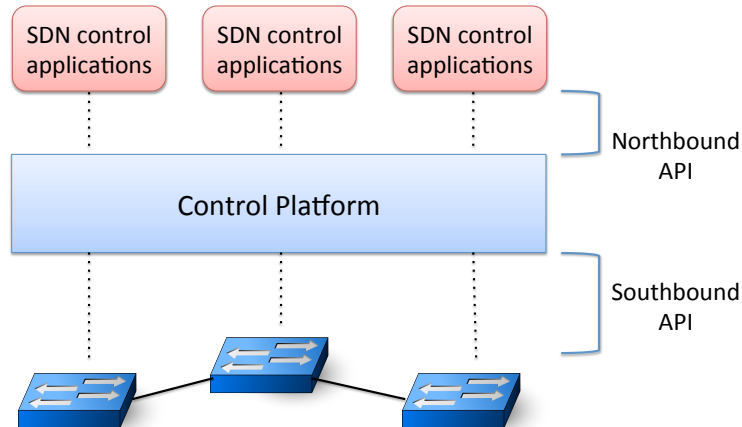 SDN control
applications
SDN control
applications
SDN control
applications
Northbound
API
Control Platform
Southbound
API